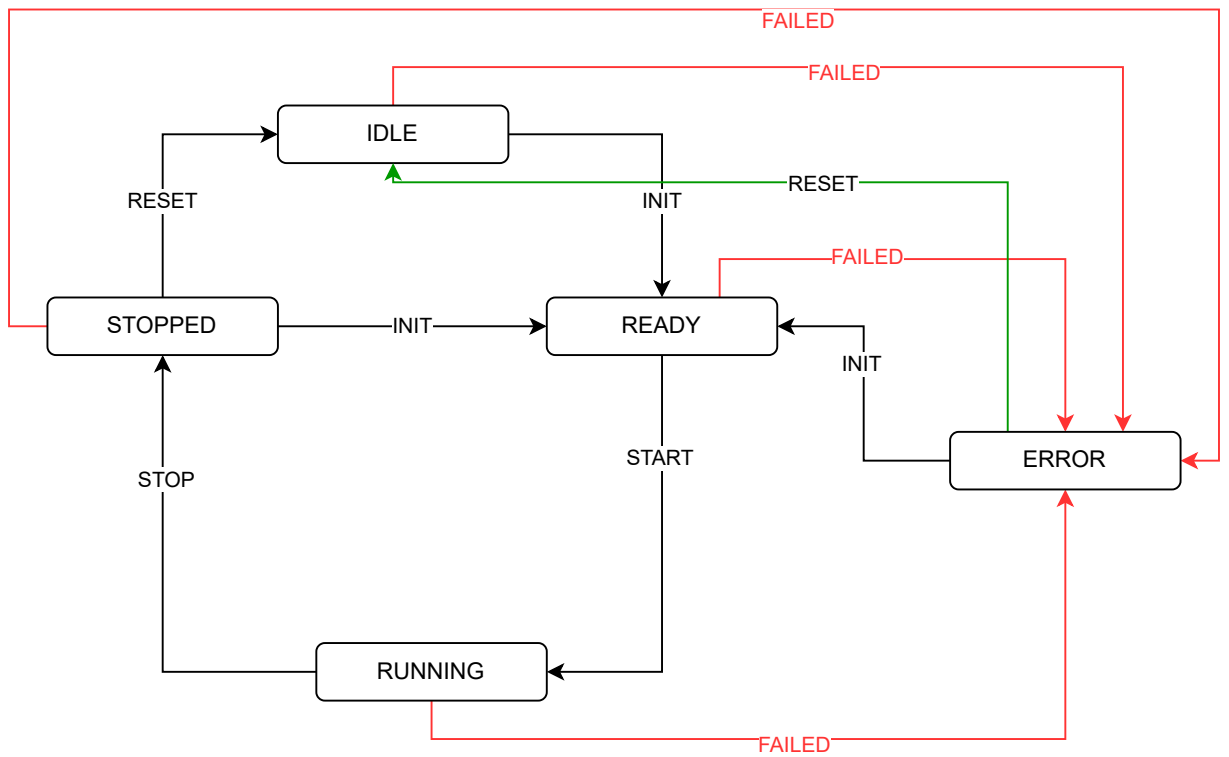 FAILED
FAILED
IDLE
RESET
RESET
INIT
FAILED
STOPPED
INIT
READY
INIT
START
ERROR
STOP
RUNNING
FAILED